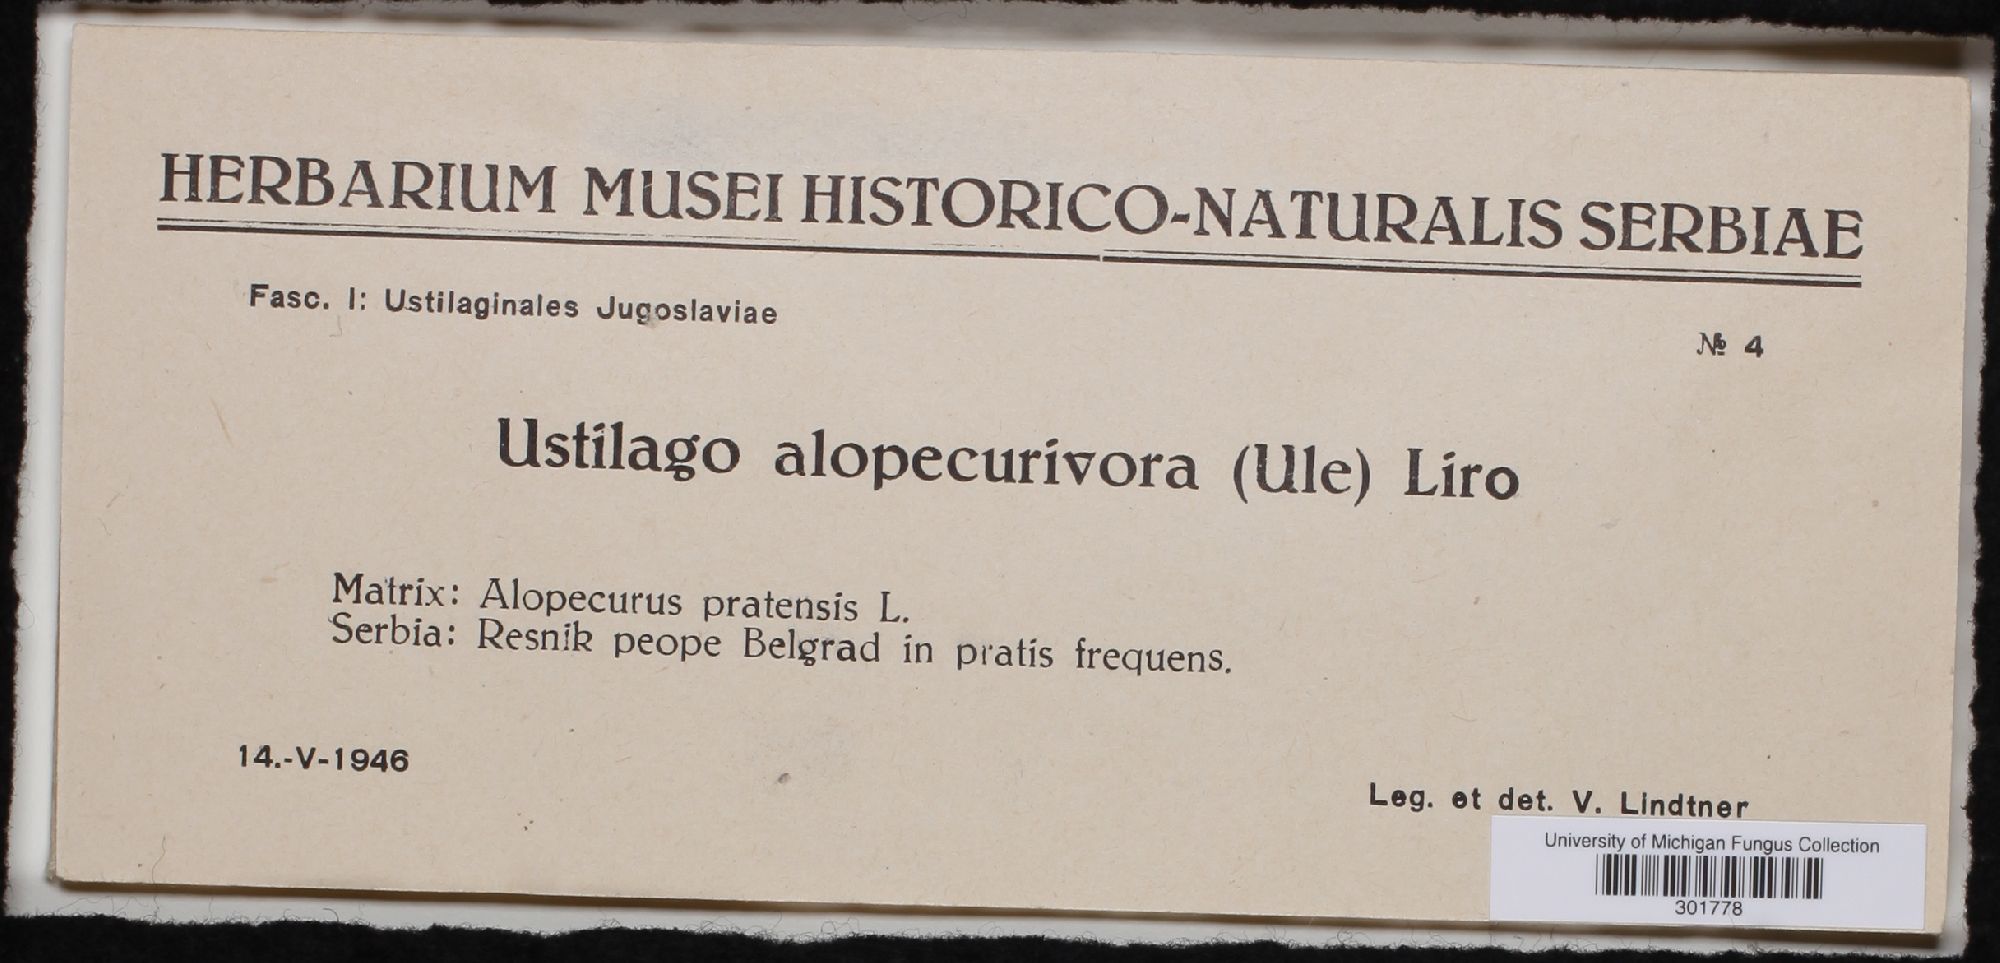 HERBARIUM MUSEI HISTORICO-NATURALIS SERBIAE
Fasc. I: Ustilaginales Jugoslaviae
№ 4
Ustilago alopecurivora (Ule) Liro
Matrix: Alopecurus pratensis L.
Serbia: Resnik peope Belgrad in pratis frequens.
14.-V-1946
Leg. et det. V. Lindtner
University of Michigan Fungus Collection
301778